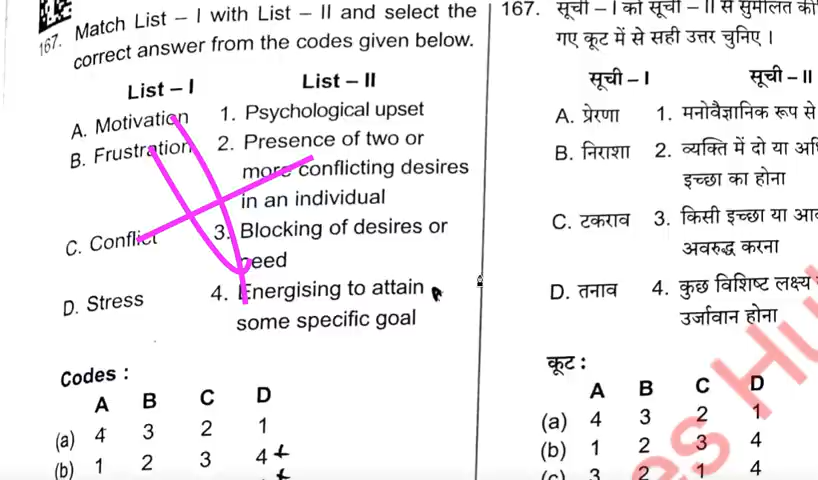 167. Match List – I with List – II and select the
correct answer from the codes given below.
List – I List – II
A. Motivation 1. Psychological upset
B. Frustration 2. Presence of two or
more conflicting desires
in an individual
C. Conflict 3. Blocking of desires or
need
D. Stress 4. Energising to attain
some specific goal
Codes :
A B C D
(a) 4 3 2 1
(b) 1 2 3 4
167. सूची – I को सूची – II से सुमेलित
गए कूट में से सही उत्तर चुनिए ।
सूची – I सूची – II
A. प्रेरणा 1. मनोवैज्ञानिक रूप से
B. निराशा 2. व्यक्ति में दो या
इच्छा का होना
C. टकराव 3. किसी इच्छा या
अवरुद्ध करना
D. तनाव 4. कुछ विशिष्ट लक्ष्य
उर्जावान होना
कूट :
A B C D
(a) 4 3 2 1
(b) 1 2 3 4
(c) 3 2 1 4